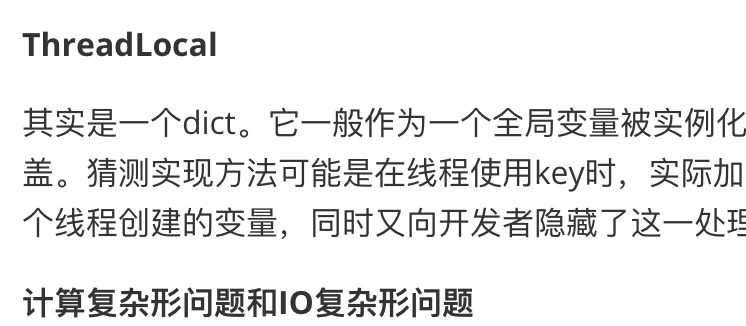 ThreadLocal
其实是一个dict。它一般作为一个全局变量被实例化
盖。猜测实现方法可能是在线程使用key时，实际加
个线程创建的变量，同时又向开发者隐藏了这一处理
计算复杂形问题和IO复杂形问题